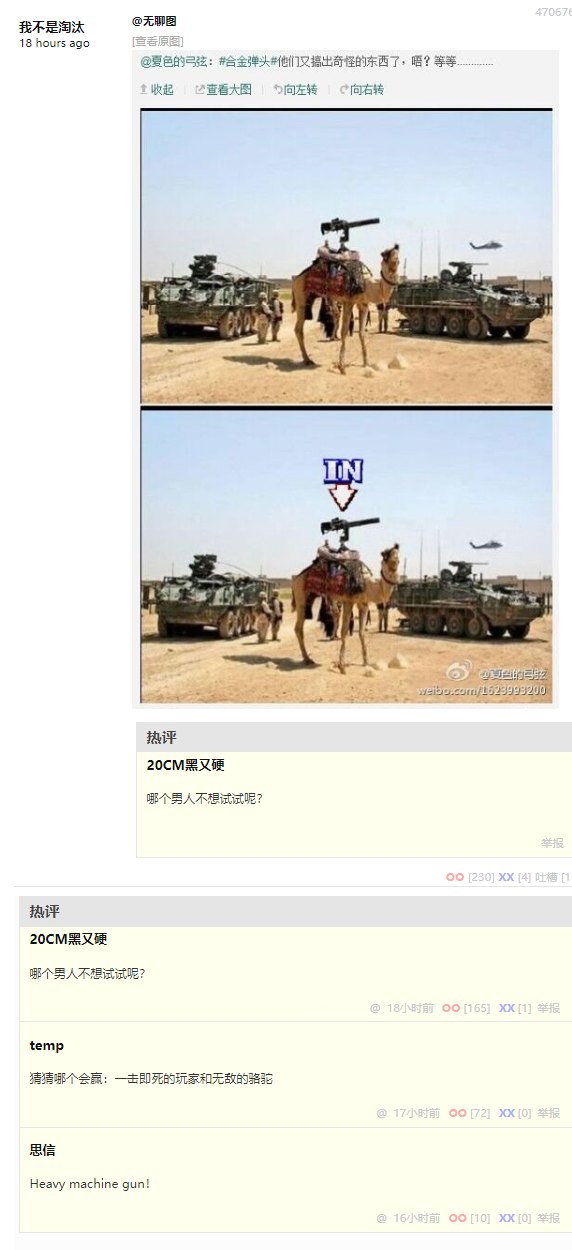 470676
我不是淘汰
18 hours ago
@无聊图
[查看原图]
@夏色的弓弦：#合金弹头#他们又搞出奇怪的东西了，唔？等等.............
收起 查看大图 向左转 向右转
IN
@夏色的弓弦
weibo.com/1623993200
热评
20CM黑又硬
哪个男人不想试试呢?
举报
OO [230] XX [4] 吐槽 [1
热评
20CM黑又硬
哪个男人不想试试呢?
@ 18小时前 OO [165] XX [1] 举报
temp
猜猜哪个会赢：一击即死的玩家和无敌的骆驼
@ 17小时前 OO [72] XX [0] 举报
思信
Heavy machine gun!
@ 16小时前 OO [10] XX [0] 举报